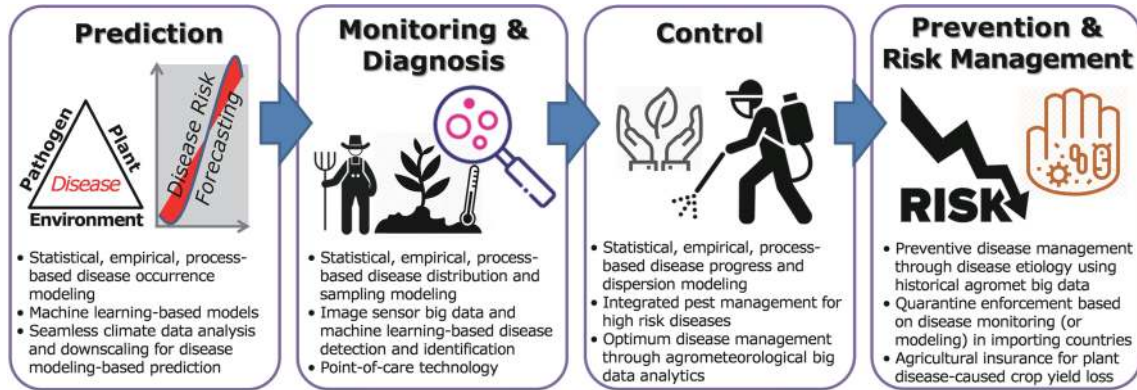 Prediction
Pathogen
Plant
Disease
Environment
Disease Risk
Forecasting
• Statistical, empirical, process-
based disease occurrence
modeling
• Machine learning-based models
• Seamless climate data analysis
and downscaling for disease
modeling-based prediction
Monitoring &
Diagnosis
• Statistical, empirical, process-
based disease distribution and
sampling modeling
• Image sensor big data and
machine learning-based disease
detection and identification
• Point-of-care technology
Control
• Statistical, empirical, process-
based disease progress and
dispersion modeling
• Integrated pest management for
high risk diseases
• Optimum disease management
through agrometeorological big
data analytics
Prevention &
Risk Management
RISK
• Preventive disease management
through disease etiology using
historical agromet big data
• Quarantine enforcement based
on disease monitoring (or
modeling) in importing countries
• Agricultural insurance for plant
disease-caused crop yield loss